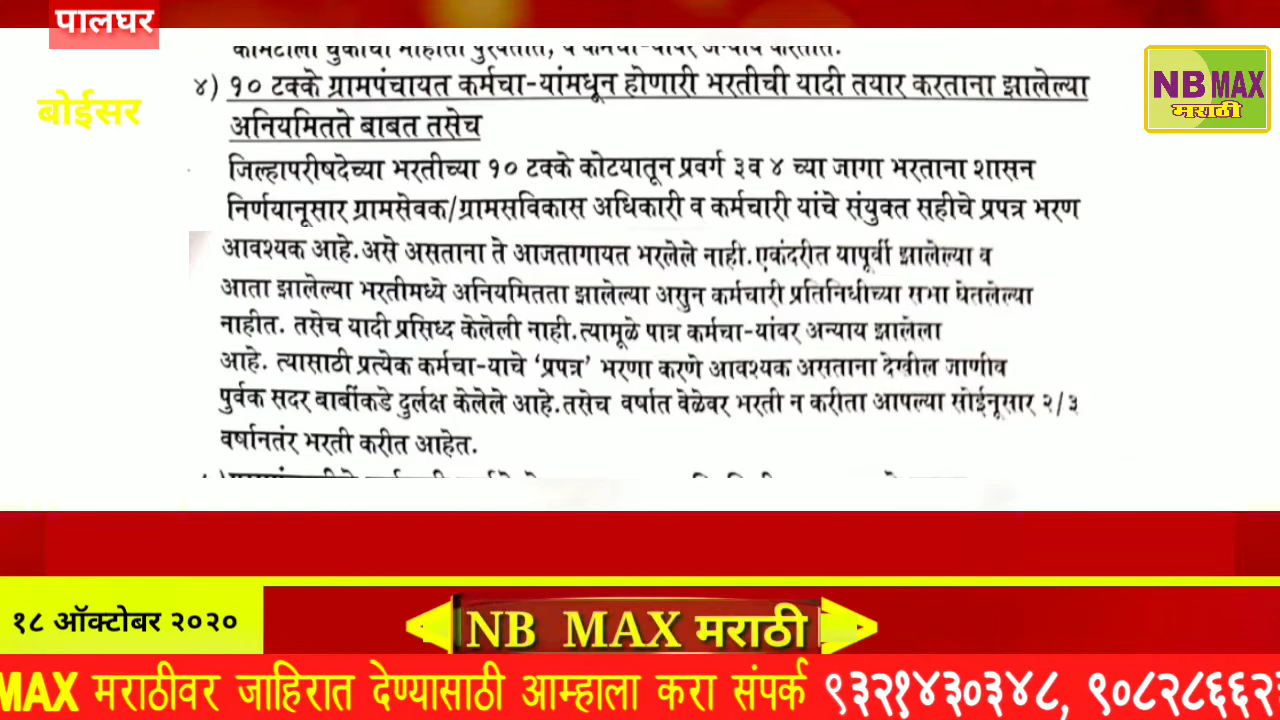 पालघर
बोईसर
NB MAX
मराठी
४) १० टक्के ग्रामपंचायत कर्मचा-यांमधून होणारी भरतीची यादी तयार करताना झालेल्या
अनियमितते बाबत तसेच
जिल्हापरीषदेच्या भरतीच्या १० टक्के कोटयातून प्रवर्ग ३व ४ च्या जागा भरताना शासन
निर्णयानूसार ग्रामसेवक/ग्रामसविकास अधिकारी व कर्मचारी यांचे संयुक्त सहीचे प्रपत्र भरण
आवश्यक आहे.असे असताना ते आजतागायत भरलेले नाही.एकंदरीत यापूर्वी झालेल्या व
आता झालेल्या भरतीमध्ये अनियमितता झालेल्या असुन कर्मचारी प्रतिनिधीच्या सभा घेतलेल्या
नाहीत. तसेच यादी प्रसिध्द केलेली नाही.त्यामूळे पात्र कर्मचा-यांवर अन्याय झालेला
आहे. त्यासाठी प्रत्येक कर्मचा-याचे 'प्रपत्र' भरणा करणे आवश्यक असताना देखील जाणीव
पुर्वक सदर बाबींकडे दुर्लक्ष केलेले आहे.तसेच वर्षात वेळेवर भरती न करीता आपल्या सोईनूसार २/३
वर्षानतंर भरती करीत आहेत.
१८ ऑक्टोबर २०२०
NB MAX मराठी
MAX मराठीवर जाहिरात देण्यासाठी आम्हाला करा संपर्क ९३२१४३०३४८, ९०८२८६६२३